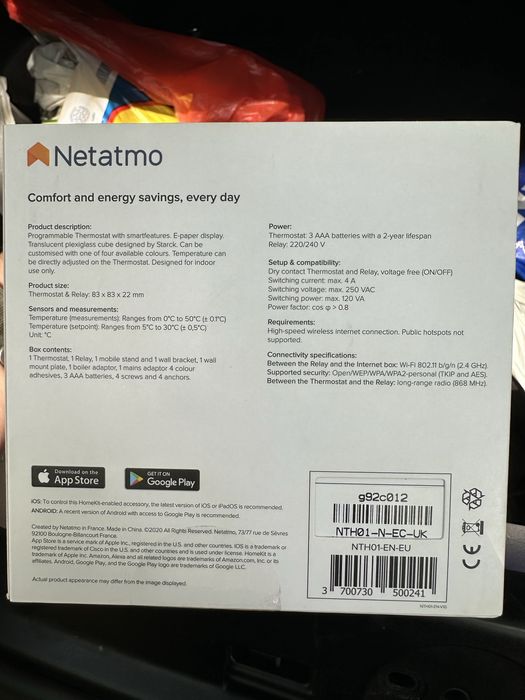 Netatmo
Comfort and energy savings, every day
Product description:
Programmable Thermostat with smartfeatures. E-paper display.
Translucent plexiglas cube designed by Starck. Can be
customised with one of four available colours. Temperature can
be directly adjusted on the Thermostat. Designed for indoor
use only.
Product size:
Thermostat & Relay: 83 x 83 x 22 mm
Sensors and measurements:
Temperature (measurements): Ranges from 0°C to 50°C (± 0.1°C)
Temperature (setpoint): Ranges from 5°C to 30°C (± 0,5°C)
Unit: °C
Box contents:
1 Thermostat, 1 Relay, 1 mobile stand and 1 wall bracket, 1 wall
mount plate, 1 boiler adaptor, 1 mains adaptor 4 colour
adhesives, 3 AAA batteries, 4 screws and 4 anchors.
Power:
Thermostat: 3 AAA batteries with a 2-year lifespan
Relay: 220/240 V
Setup & compatibility:
Dry contact Thermostat and Relay, voltage free (ON/OFF)
Switching current: max. 4 A
Switching voltage: max. 250 VAC
Switching power: max. 120 VA
Power factor: cos φ > 0.8
Requirements:
High-speed wireless internet connection. Public hotspots not
supported.
Connectivity specifications:
Between the Relay and the Internet box: Wi-Fi 802.11 b/g/n (2.4 GHz).
Supported security: Open/WEP/WPA/WPA2-personal (TKIP and AES).
Between the Thermostat and the Relay: long-range radio (868 MHz).
Download on the
App Store
GET IT ON
Google Play
iOS: To control this HomeKit-enabled accessory, the latest version of iOS or iPadOS is recommended.
ANDROID: A recent version of Android with access to Google Play is recommended.
Created by Netatmo in France. Made in China. ©2020 All Rights Reserved. Netatmo, 73/77 rue de Sèvres
92100 Boulogne-Billancourt France.
App Store is a service mark of Apple Inc., registered in the U.S. and other countries. IOS is a trademark or
registered trademark of Cisco in the U.S. and other countries and is used under license. HomeKit is a
trademark of Apple Inc. Amazon, Alexa and all related logos are trademarks of Amazon.com, Inc. or its
affiliates. Android, Google Play, and the Google Play logo are trademarks of Google LLC.
Actual product appearance may differ from the image displayed.
g92c012
NTH01-N-EC-UK
NTH01-EN-EU
3 700730 500241
CE
NTH01-EN-V10